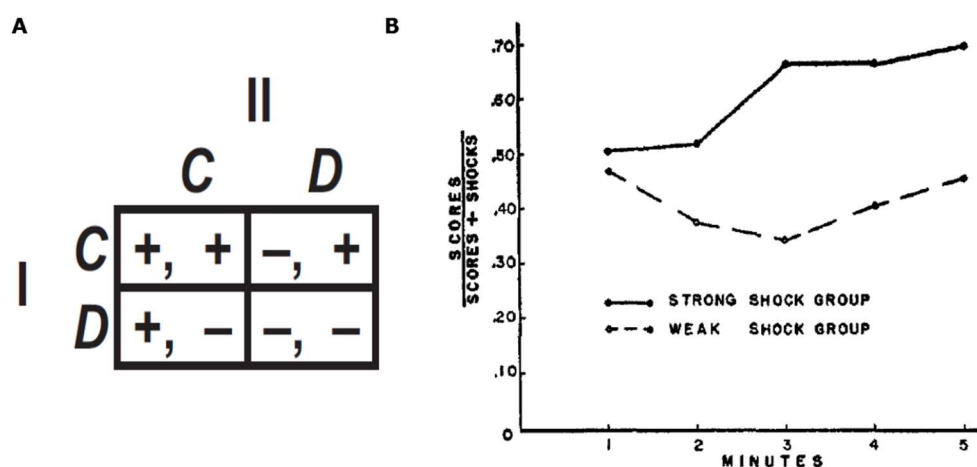 A
II
C D
I
C +, + –, +
D +, – –, –
B
.70
.60
.50
.40
.30
.20
.10
0
SCORES
SCORES + SHOCKS
STRONG SHOCK GROUP
WEAK SHOCK GROUP
1 2 3 4 5
MINUTES